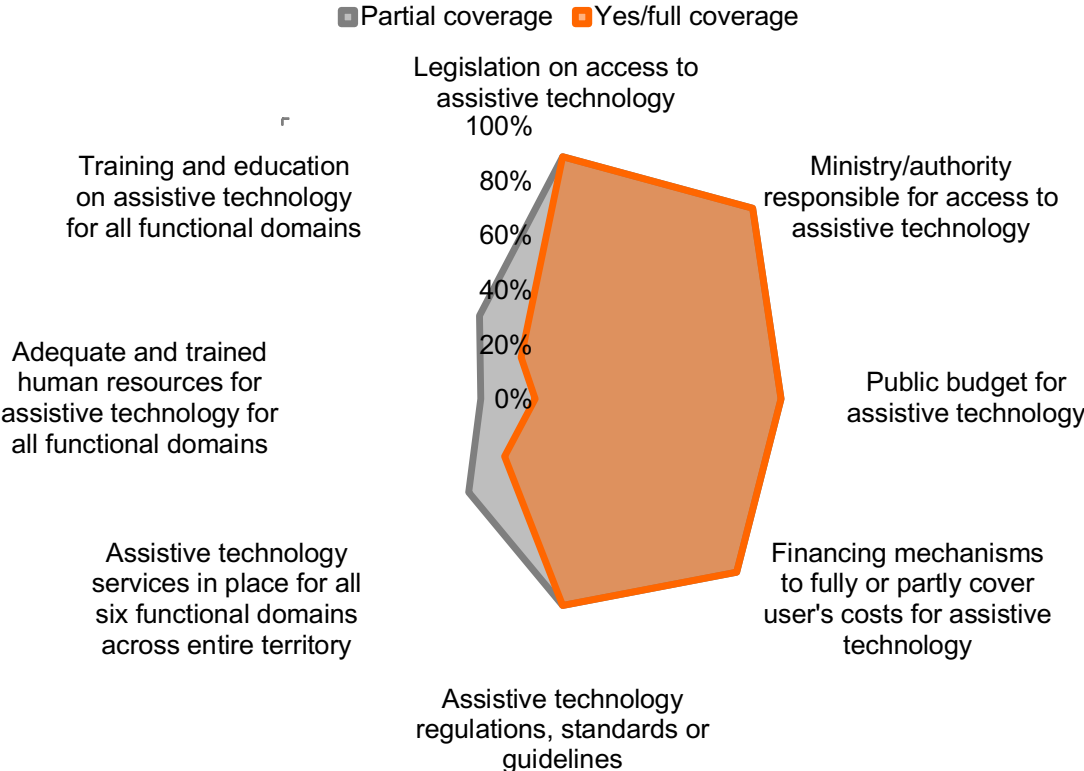 Partial coverage
Yes/full coverage
Legislation on access to
assistive technology
100%
80%
60%
40%
20%
0%
Ministry/authority
responsible for access to
assistive technology
Public budget for
assistive technology
Financing mechanisms
to fully or partly cover
user's costs for assistive
technology
Assistive technology
regulations, standards or
guidelines
Assistive technology
services in place for all
six functional domains
across entire territory
Adequate and trained
human resources for
assistive technology for
all functional domains
Training and education
on assistive technology
for all functional domains